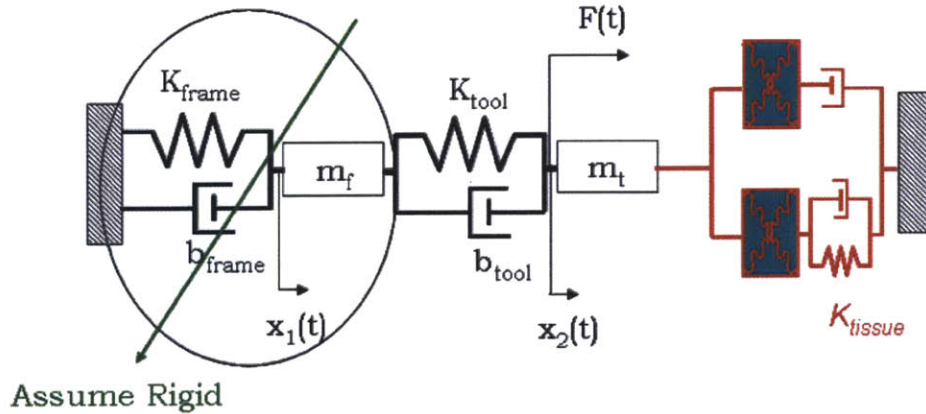 F(t)
K_frame
K_tool
m_f
m_t
b_frame
b_tool
x_1(t)
x_2(t)
K_tissue
Assume Rigid